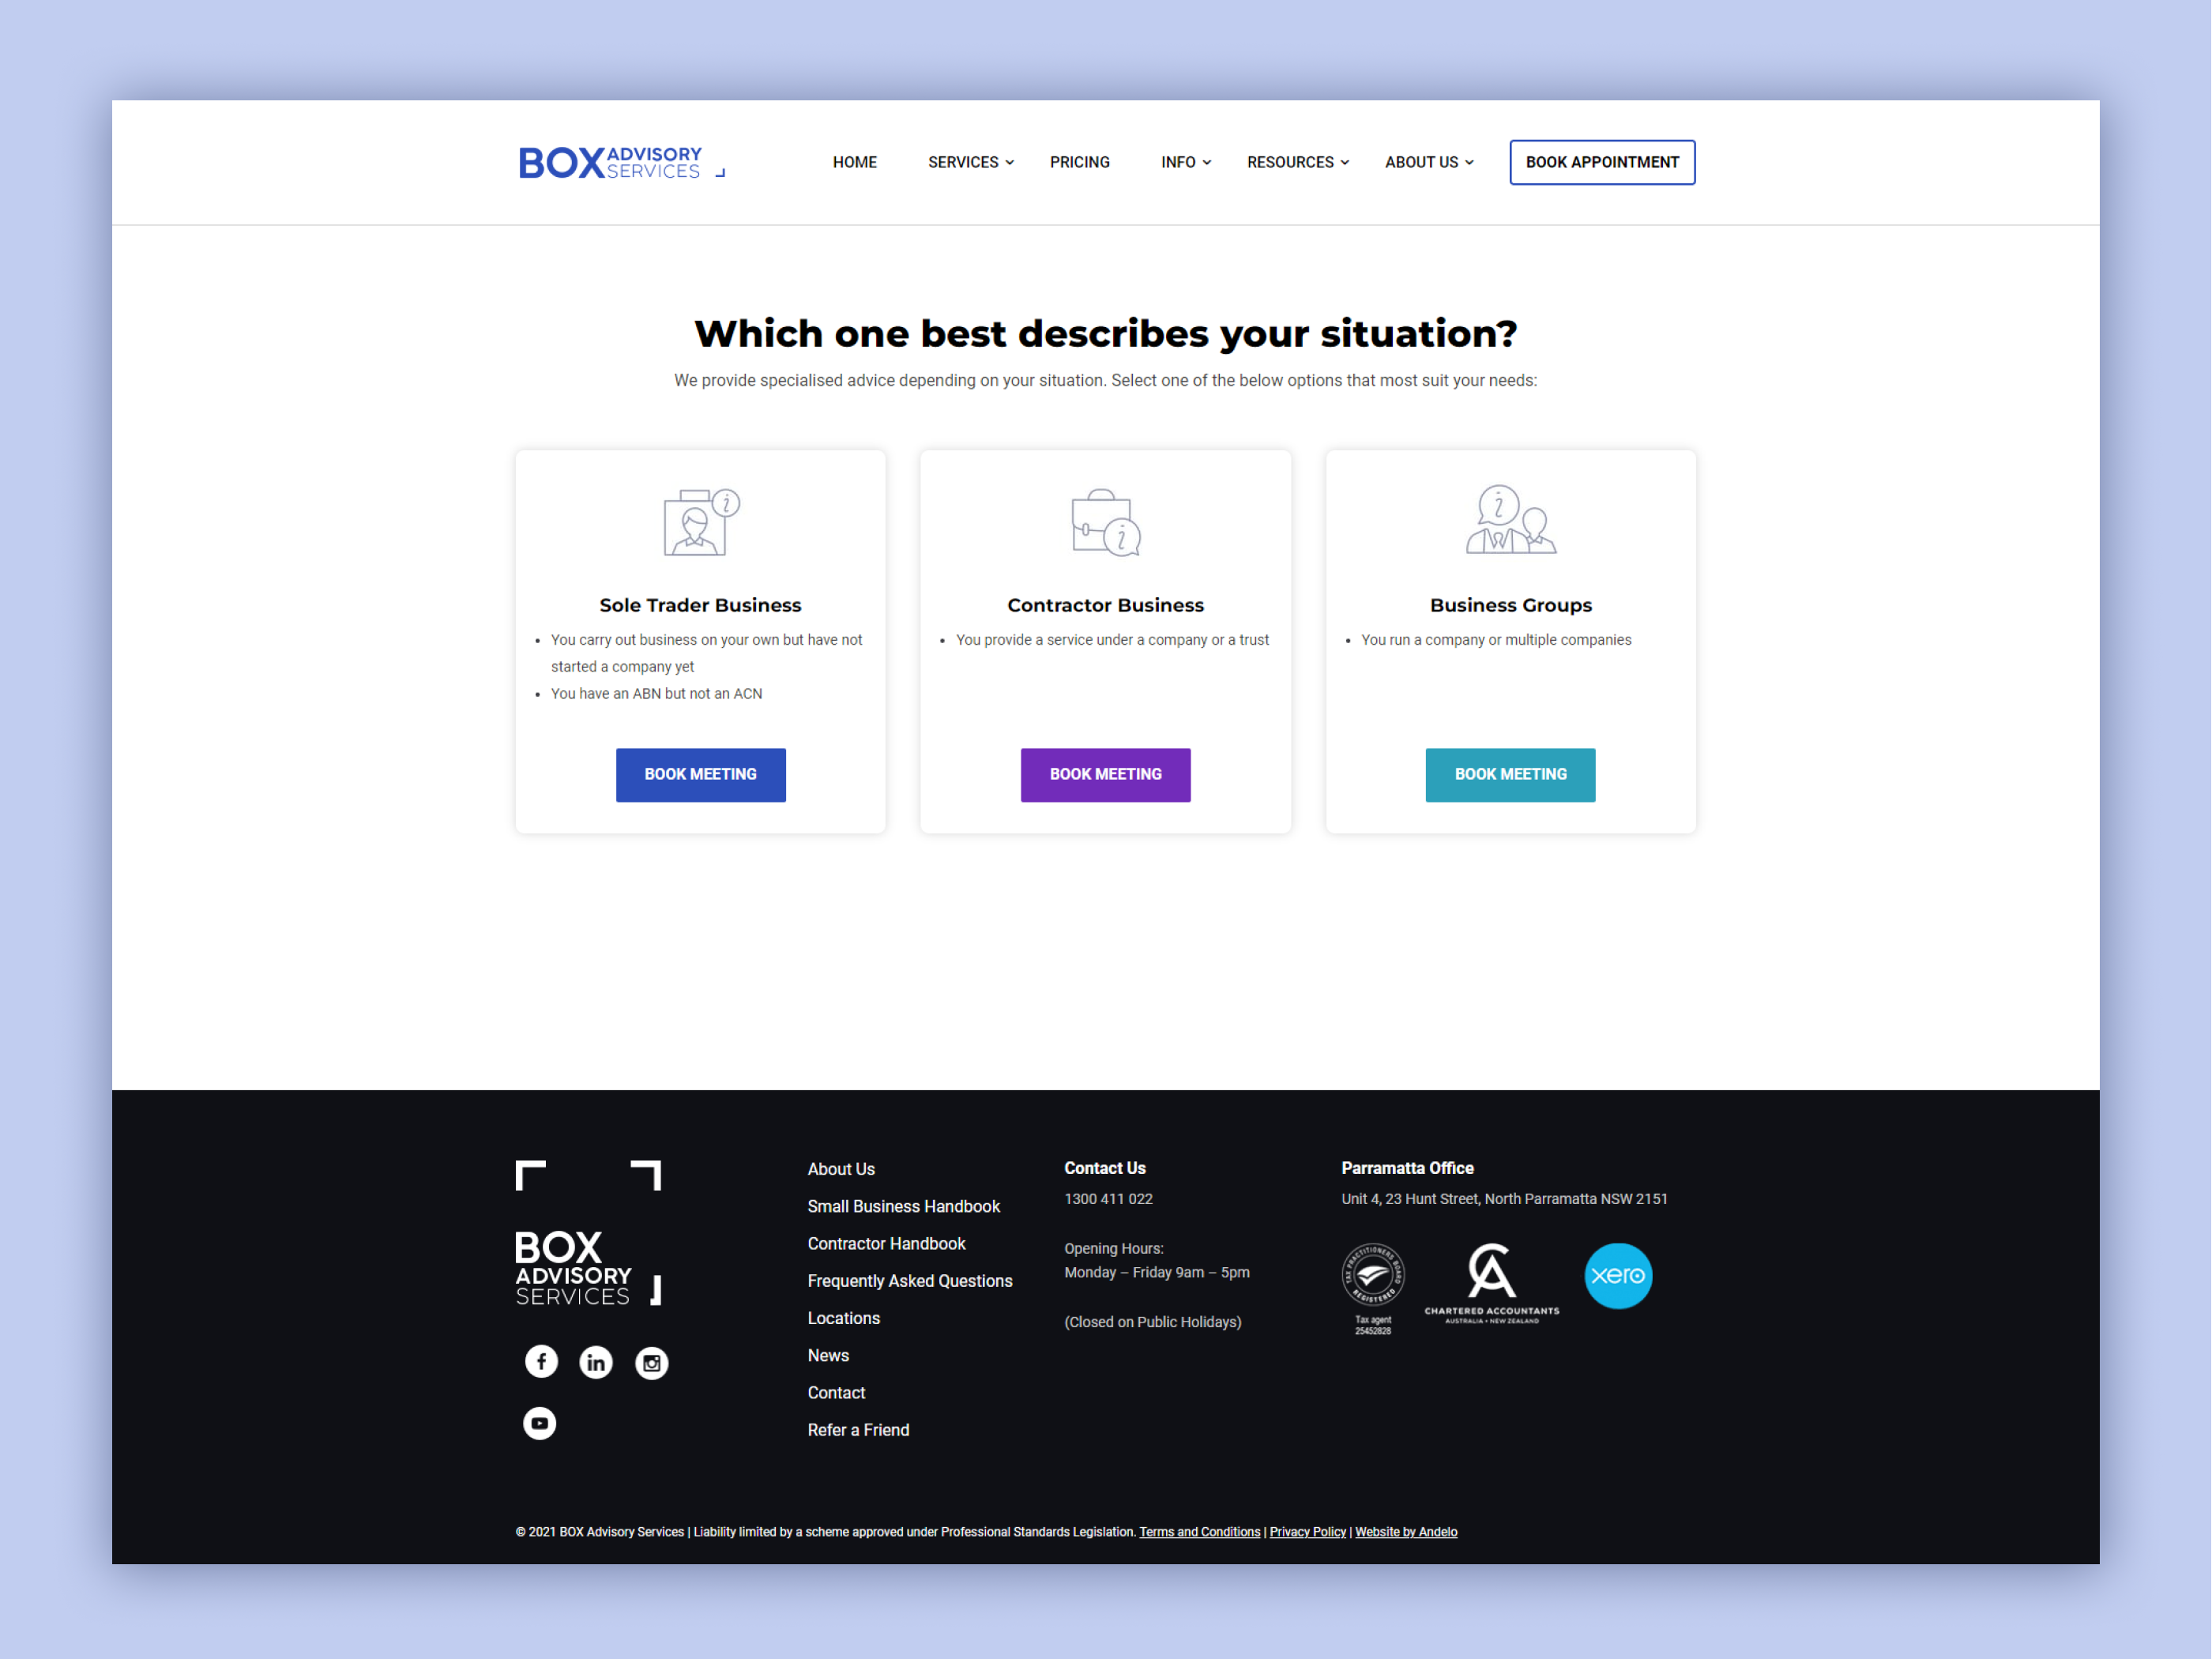 BOX ADVISORY SERVICES
HOME SERVICES PRICING INFO RESOURCES ABOUT US BOOK APPOINTMENT
Which one best describes your situation?
We provide specialised advice depending on your situation. Select one of the below options that most suit your needs:
Sole Trader Business
• You carry out business on your own but have not
started a company yet
• You have an ABN but not an ACN
BOOK MEETING
Contractor Business
• You provide a service under a company or a trust
BOOK MEETING
Business Groups
• You run a company or multiple companies
BOOK MEETING
BOX
ADVISORY
SERVICES
About Us
Small Business Handbook
Contractor Handbook
Frequently Asked Questions
Locations
News
Contact
Refer a Friend
Contact Us
1300 411 022
Opening Hours:
Monday – Friday 9am – 5pm
(Closed on Public Holidays)
Parramatta Office
Unit 4, 23 Hunt Street, North Parramatta NSW 2151
TAX PRACTITIONERS BOARD
REGISTERED
Tax agent
25452828
CA
CHARTERED ACCOUNTANTS
AUSTRALIA • NEW ZEALAND
xero
© 2021 BOX Advisory Services | Liability limited by a scheme approved under Professional Standards Legislation. Terms and Conditions | Privacy Policy | Website by Andelo